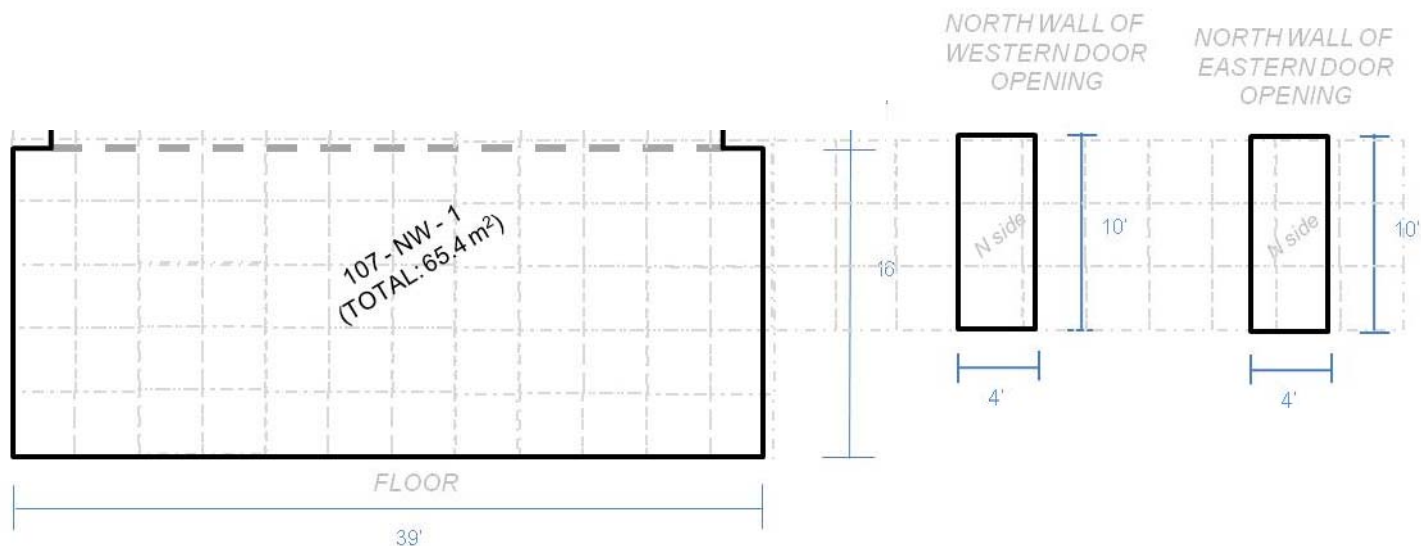 NORTH WALL OF
WESTERN DOOR
OPENING
NORTH WALL OF
EASTERN DOOR
OPENING
107 - NW - 1
(TOTAL: 65.4 m²)
16'
N side
10'
N side
10'
4'
4'
FLOOR
39'